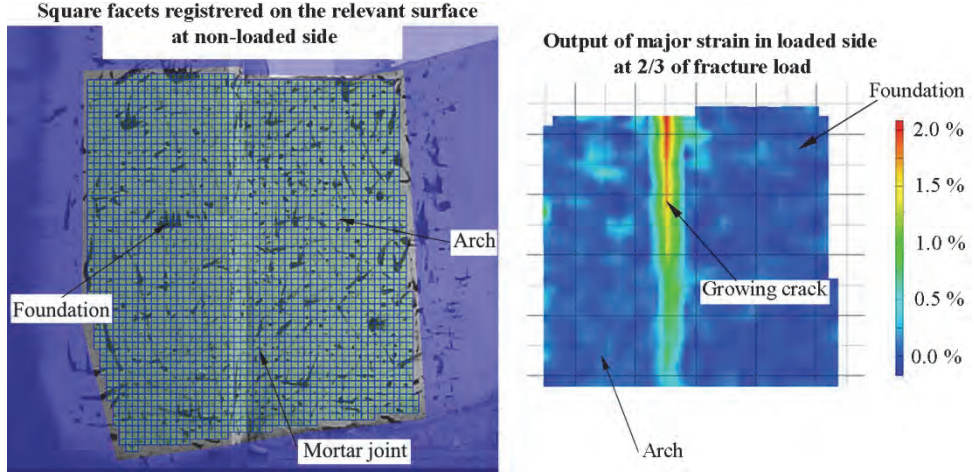 Square facets registrered on the relevant surface
at non-loaded side
Arch
Foundation
Mortar joint
Output of major strain in loaded side
at 2/3 of fracture load
Foundation
2.0 %
1.5 %
1.0 %
0.5 %
0.0 %
Growing crack
Arch